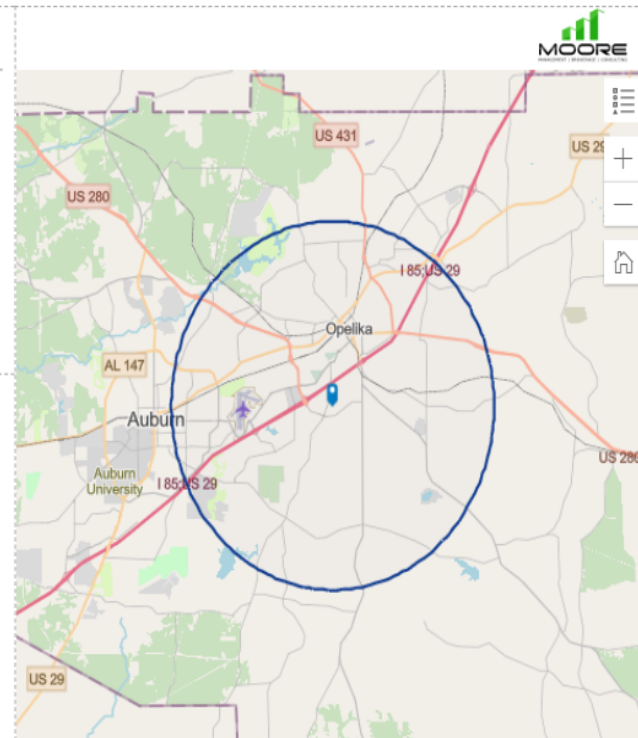 MOORE
MANAGEMENT | BROKERAGE | CONSULTING
US 431
US 29
US 280
I 85;US 29
Opelika
AL 147
Auburn
US 280
Auburn
University
I 85;US 29
US 29